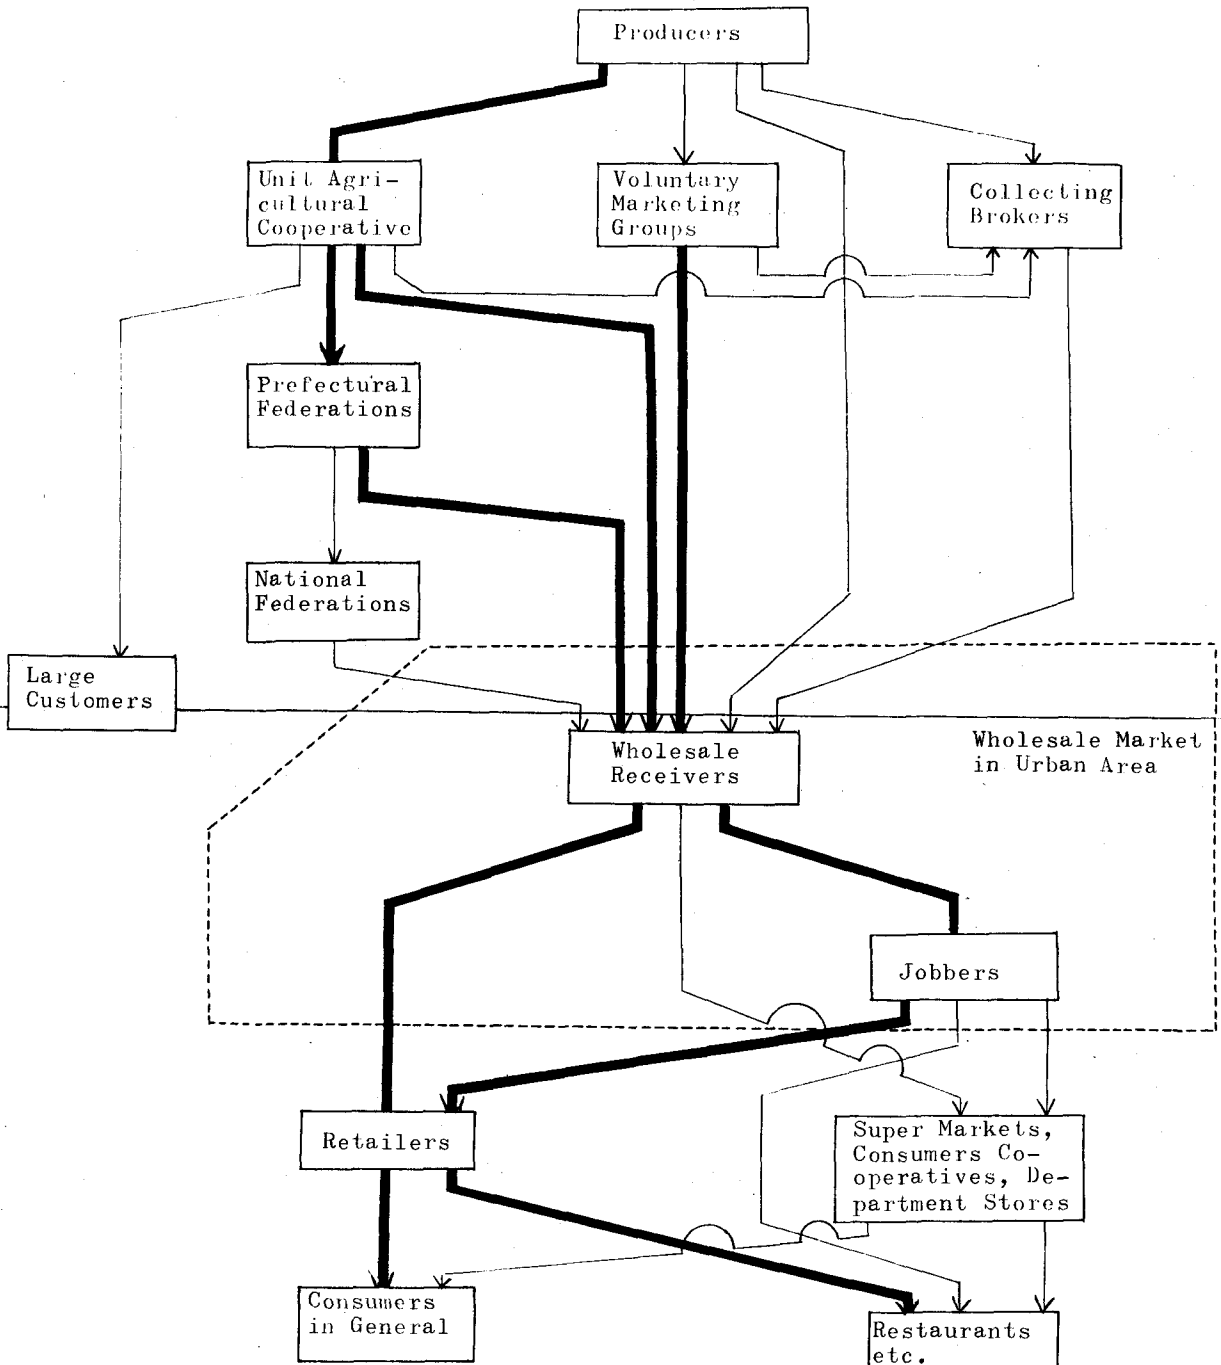 Producers
Unit Agri-
cultural
Cooperative
Voluntary
Marketing
Groups
Collecting
Brokers
Prefectural
Federations
National
Federations
Large
Customers
Wholesale
Receivers
Wholesale Market
in Urban Area
Jobbers
Retailers
Super Markets,
Consumers Co-
operatives, De-
partment Stores
Consumers
in General
Restaurants
etc.